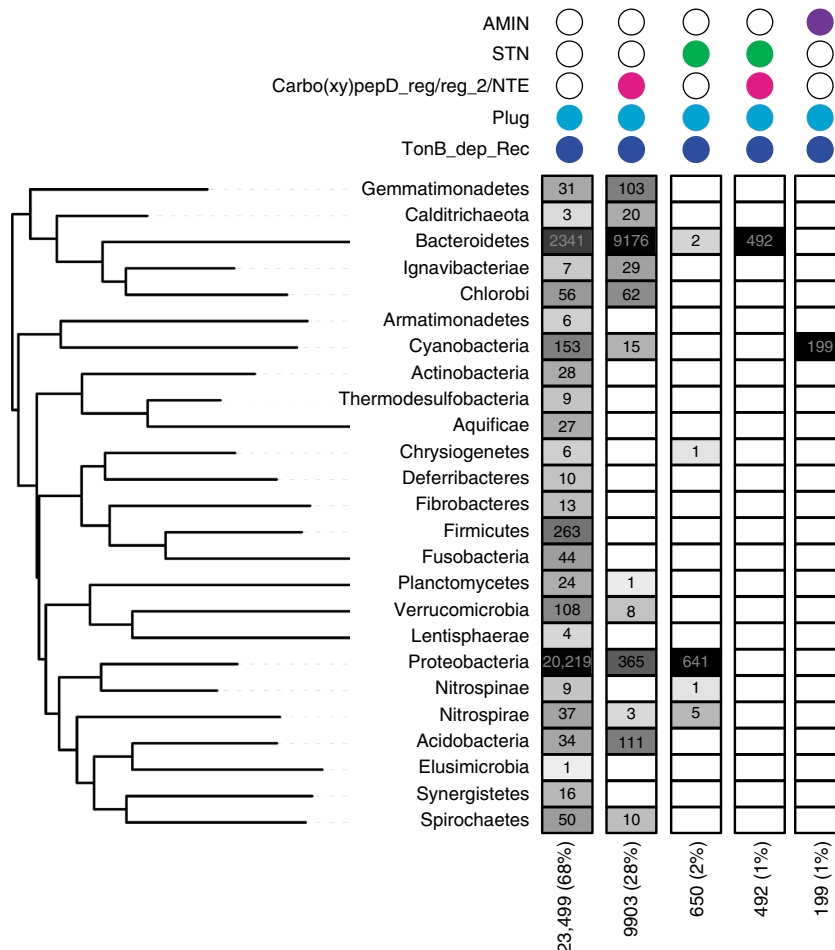 AMIN
STN
Carbo(xy)pepD_reg/reg_2/NTE
Plug
TonB_dep_Rec
Gemmatimonadetes 31 103
Calditrichaeota 3 20
Bacteroidetes 2341 9176 2 492
Ignavibacteriae 7 29
Chlorobi 56 62
Armatimonadetes 6
Cyanobacteria 153 15 199
Actinobacteria 28
Thermodesulfobacteria 9
Aquificae 27
Chrysiogenetes 6 1
Deferribacteres 10
Fibrobacteres 13
Firmicutes 263
Fusobacteria 44
Planctomycetes 24 1
Verrucomicrobia 108 8
Lentisphaerae 4
Proteobacteria 20,219 365 641
Nitrospinae 9 1
Nitrospirae 37 3 5
Acidobacteria 34 111
Elusimicrobia 1
Synergistetes 16
Spirochaetes 50 10
23,499 (68%)
9903 (28%)
650 (2%)
492 (1%)
199 (1%)